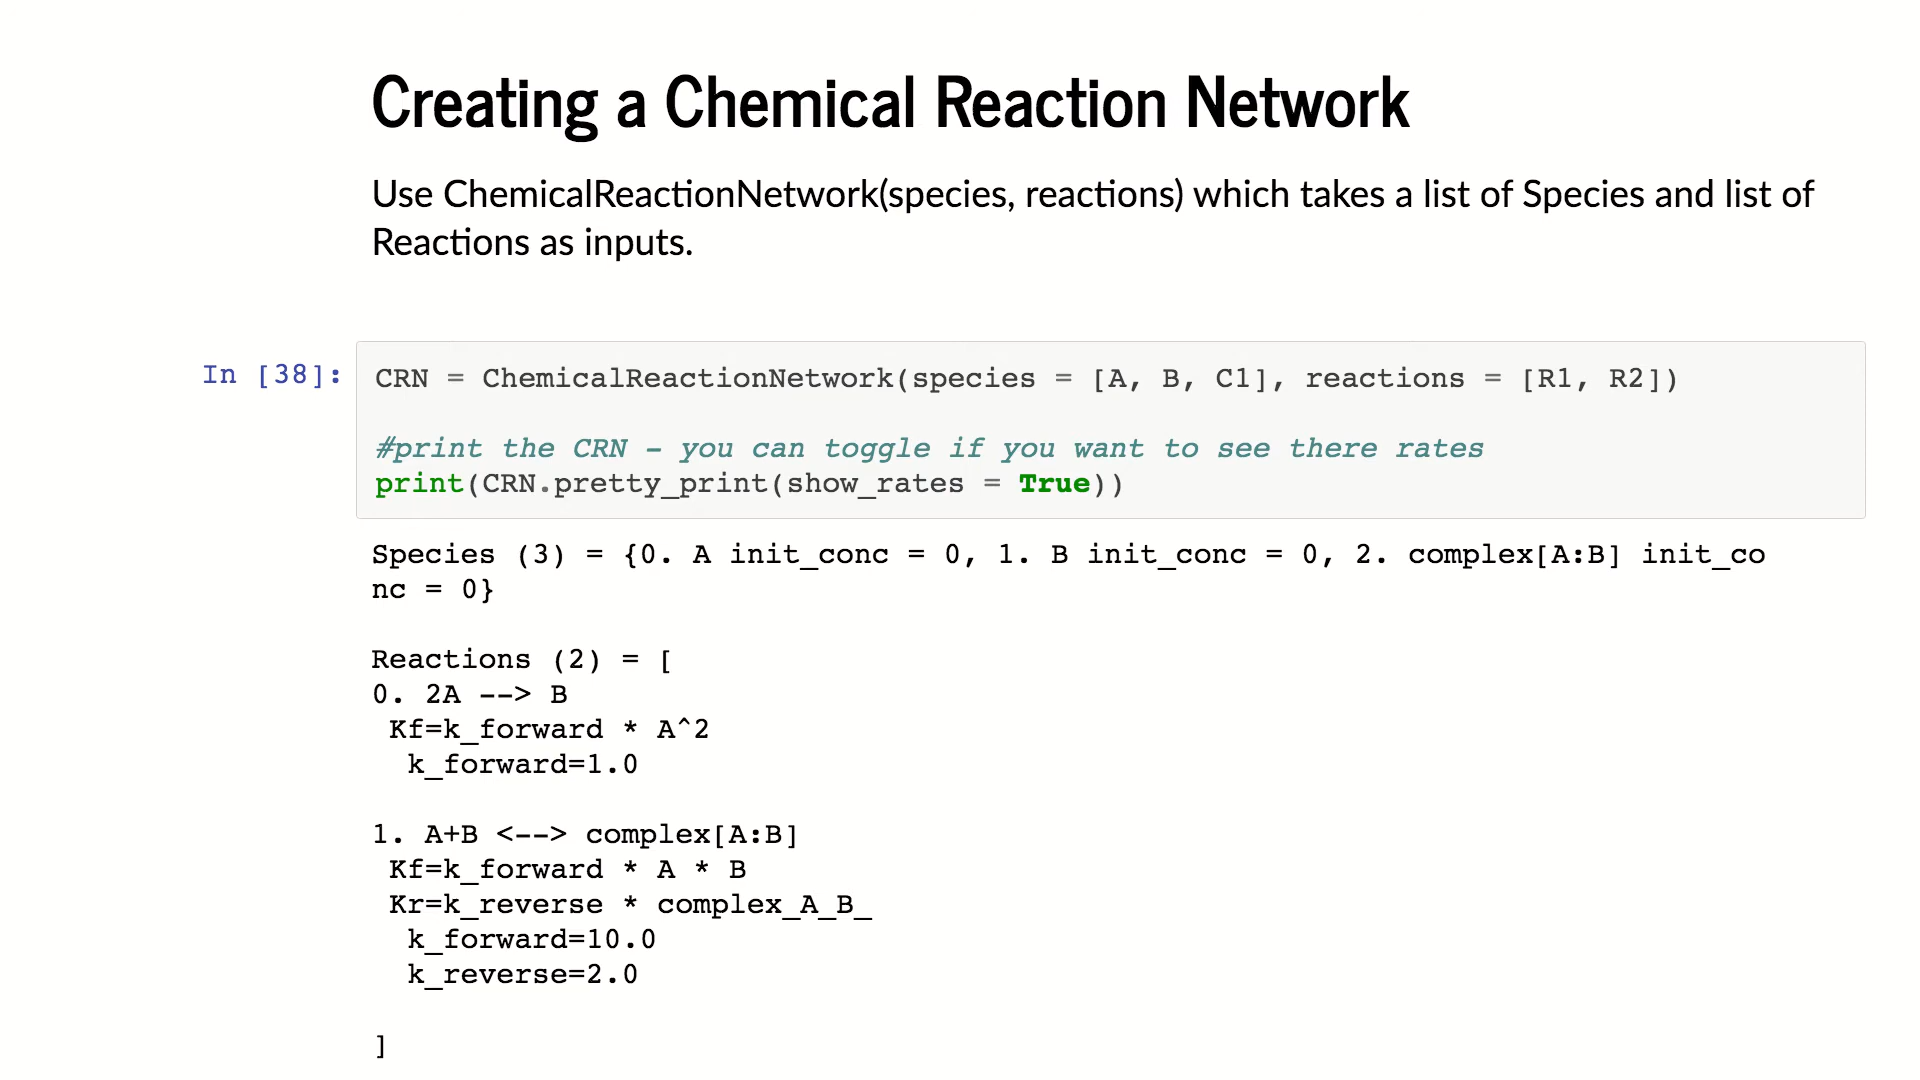 Creating a Chemical Reaction Network
Use ChemicalReactionNetwork(species, reactions) which takes a list of Species and list of
Reactions as inputs.
In [38]:
CRN = ChemicalReactionNetwork(species = [A, B, C1], reactions = [R1, R2])
#print the CRN – you can toggle if you want to see there rates
print(CRN.pretty_print(show_rates = True))
Species (3) = {0. A init_conc = 0, 1. B init_conc = 0, 2. complex[A:B] init_co
nc = 0}
Reactions (2) = [
0. 2A --> B
Kf=k_forward * A^2
k_forward=1.0
1. A+B <--> complex[A:B]
Kf=k_forward * A * B
Kr=k_reverse * complex_A_B_
k_forward=10.0
k_reverse=2.0
]